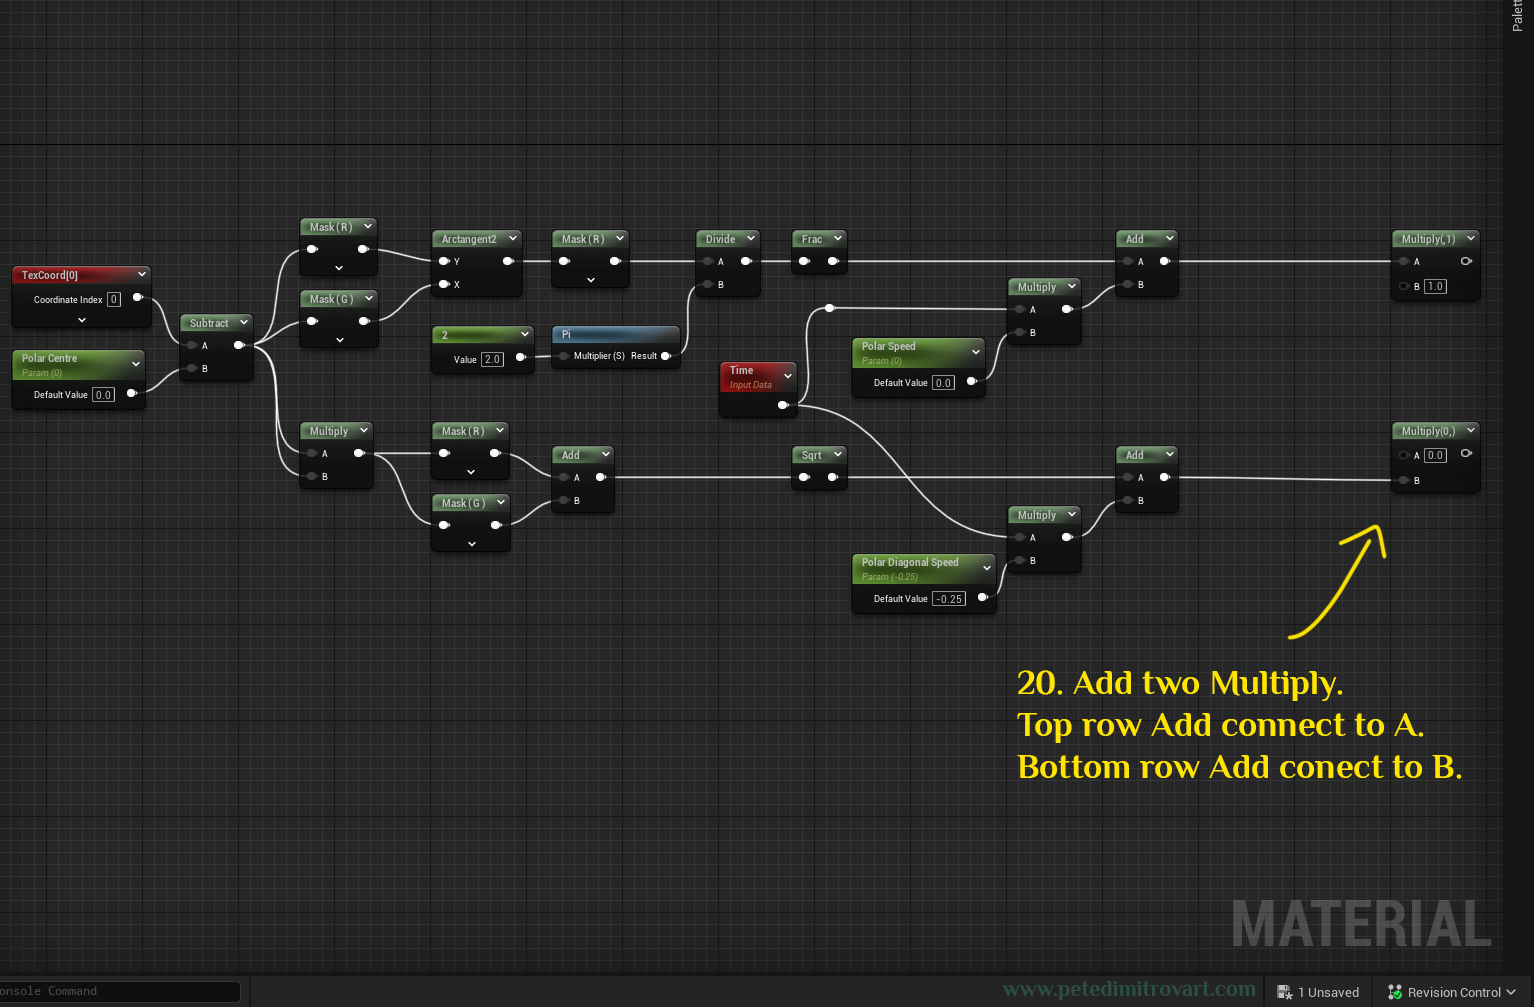 Palett
Mask ( R )
Arctangent2
Y
X
Mask ( R )
Divide
A
B
Frac
Add
A
B
Multiply(,1)
A
B 1.0
TexCoord[0]
Coordinate Index 0
Mask ( G )
Subtract
A
B
2
Value 2.0
Pi
Multiplier (S) Result
Multiply
A
B
Polar Centre
Param (0)
Default Value 0.0
Time
Input Data
Polar Speed
Param (0)
Default Value 0.0
Multiply
A
B
Mask ( R )
Mask ( G )
Add
A
B
Sqrt
Add
A
B
Multiply(0,)
A 0.0
B
Multiply
A
B
Polar Diagonal Speed
Param (-0.25)
Default Value -0.25
20. Add two Multiply.
Top row Add connect to A.
Bottom row Add conect to B.
MATERIAL
onsole Command
www.petedimitrovart.com
1 Unsaved
Revision Control